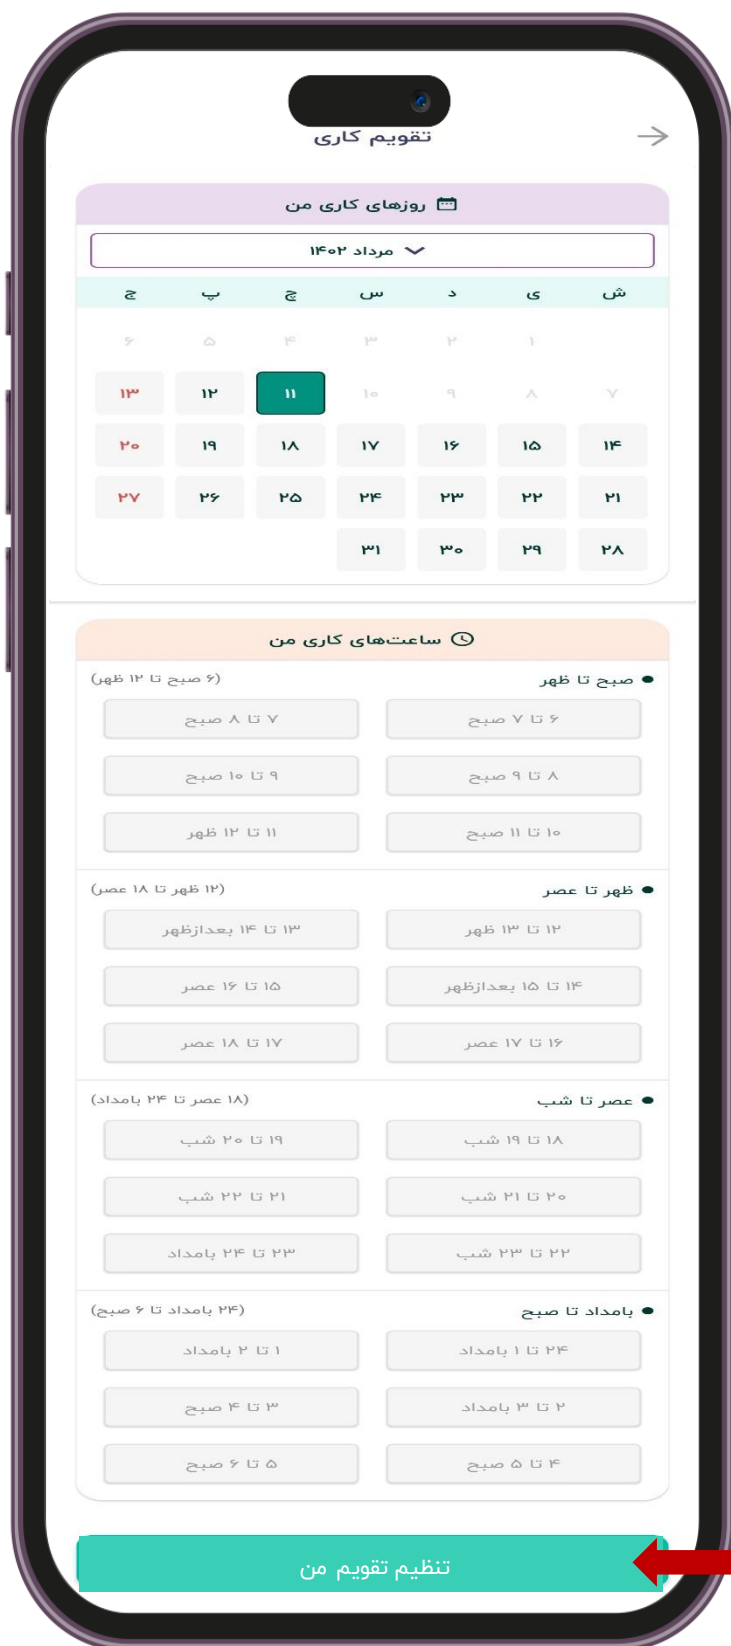 تقویم کاری
روزهای کاری من
مرداد ۱۴۰۲
ش ی د س چ پ ج
۱ ۲ ۳ ۴ ۵ ۶
۷ ۸ ۹ ۱۰ ۱۱ ۱۲ ۱۳
۱۴ ۱۵ ۱۶ ۱۷ ۱۸ ۱۹ ۲۰
۲۱ ۲۲ ۲۳ ۲۴ ۲۵ ۲۶ ۲۷
۲۸ ۲۹ ۳۰ ۳۱
ساعت‌های کاری من
صبح تا ظهر (۶ صبح تا ۱۲ ظهر)
۶ تا ۷ صبح ۷ تا ۸ صبح
۸ تا ۹ صبح ۹ تا ۱۰ صبح
۱۰ تا ۱۱ صبح ۱۱ تا ۱۲ ظهر
ظهر تا عصر (۱۲ ظهر تا ۱۸ عصر)
۱۲ تا ۱۳ ظهر ۱۳ تا ۱۴ بعدازظهر
۱۴ تا ۱۵ بعدازظهر ۱۵ تا ۱۶ عصر
۱۶ تا ۱۷ عصر ۱۷ تا ۱۸ عصر
عصر تا شب (۱۸ عصر تا ۲۴ بامداد)
۱۸ تا ۱۹ شب ۱۹ تا ۲۰ شب
۲۰ تا ۲۱ شب ۲۱ تا ۲۲ شب
۲۲ تا ۲۳ شب ۲۳ تا ۲۴ بامداد
بامداد تا صبح (۲۴ بامداد تا ۶ صبح)
۲۴ تا ۱ بامداد ۱ تا ۲ بامداد
۲ تا ۳ بامداد ۳ تا ۴ صبح
۴ تا ۵ صبح ۵ تا ۶ صبح
تنظیم تقویم من